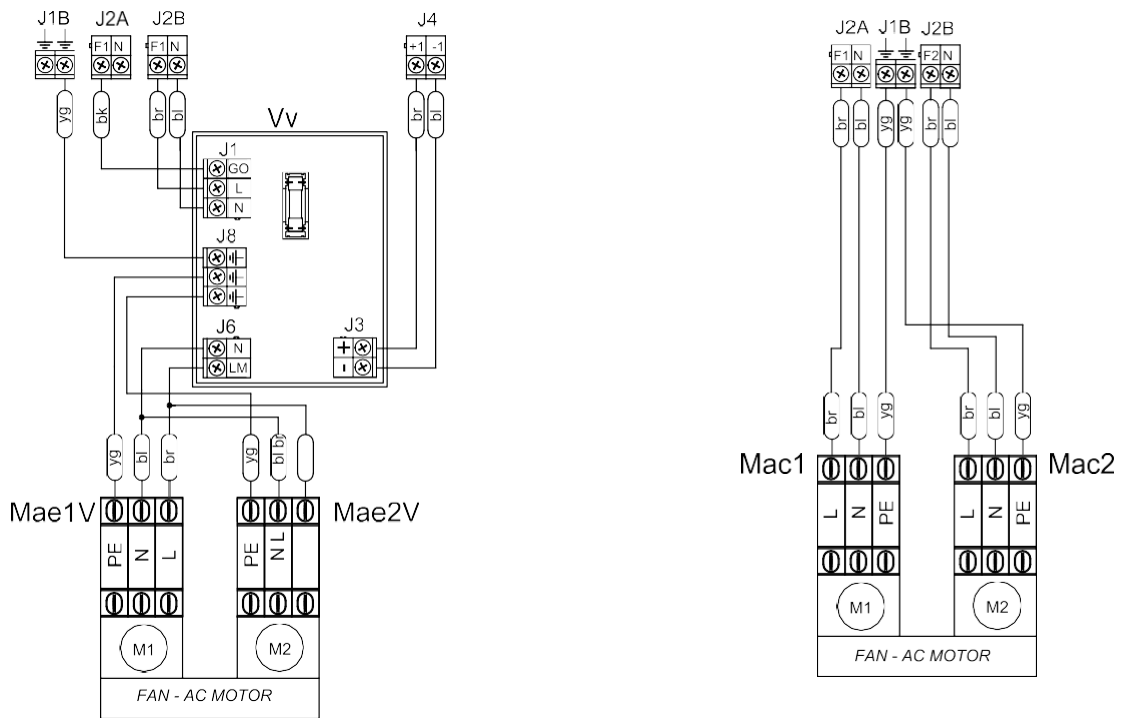 J1B J2A J2B J4
F1 N F1 N +1 -1
yg bk br bl br bl
Vv
J1
GO
L
N
J8
J6
N
LM
J3
+
-
yg bl br yg bl br
Mae1V Mae2V
PE N L PE N L
M1 M2
FAN - AC MOTOR
J2A J1B J2B
F1 N F2 N
br bl yg yg br bl
br bl yg br bl yg
Mac1 Mac2
L N PE L N PE
M1 M2
FAN - AC MOTOR